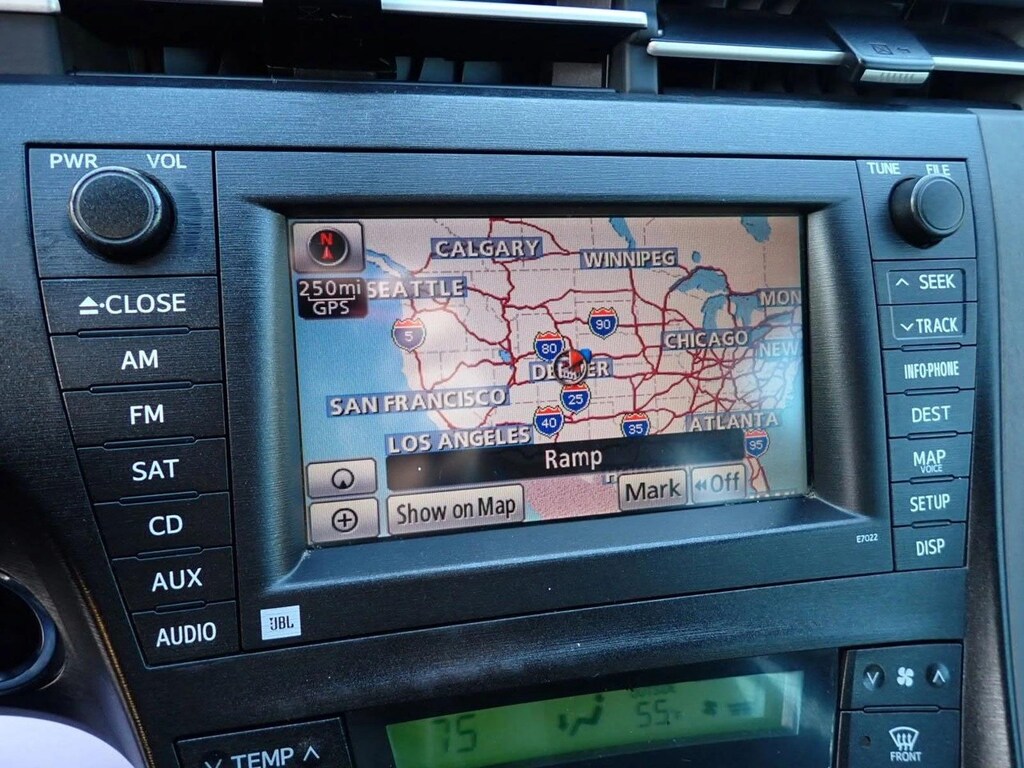 PWR VOL
TUNE FILE
CLOSE
AM
FM
SAT
CD
AUX
AUDIO
N
250mi
GPS
CALGARY
WINNIPEG
SEATTLE
MON
5
90
80
CHICAGO
NEW
DENVER
25
SAN FRANCISCO
40
35
ATLANTA
LOS ANGELES
95
Ramp
Show on Map
Mark
Off
SEEK
TRACK
INFO·PHONE
DEST
MAP
VOICE
SETUP
DISP
E7022
JBL
75
OUTSIDE
55
TEMP
FRONT